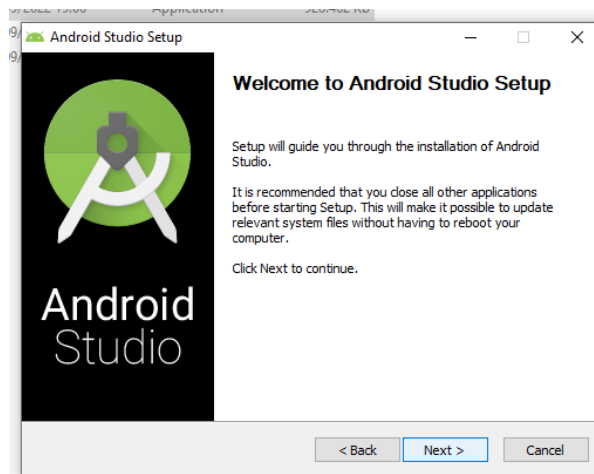 Application
Android Studio Setup
Welcome to Android Studio Setup
Setup will guide you through the installation of Android
Studio.
It is recommended that you close all other applications
before starting Setup. This will make it possible to update
relevant system files without having to reboot your
computer.
Click Next to continue.
Android
Studio
< Back
Next >
Cancel